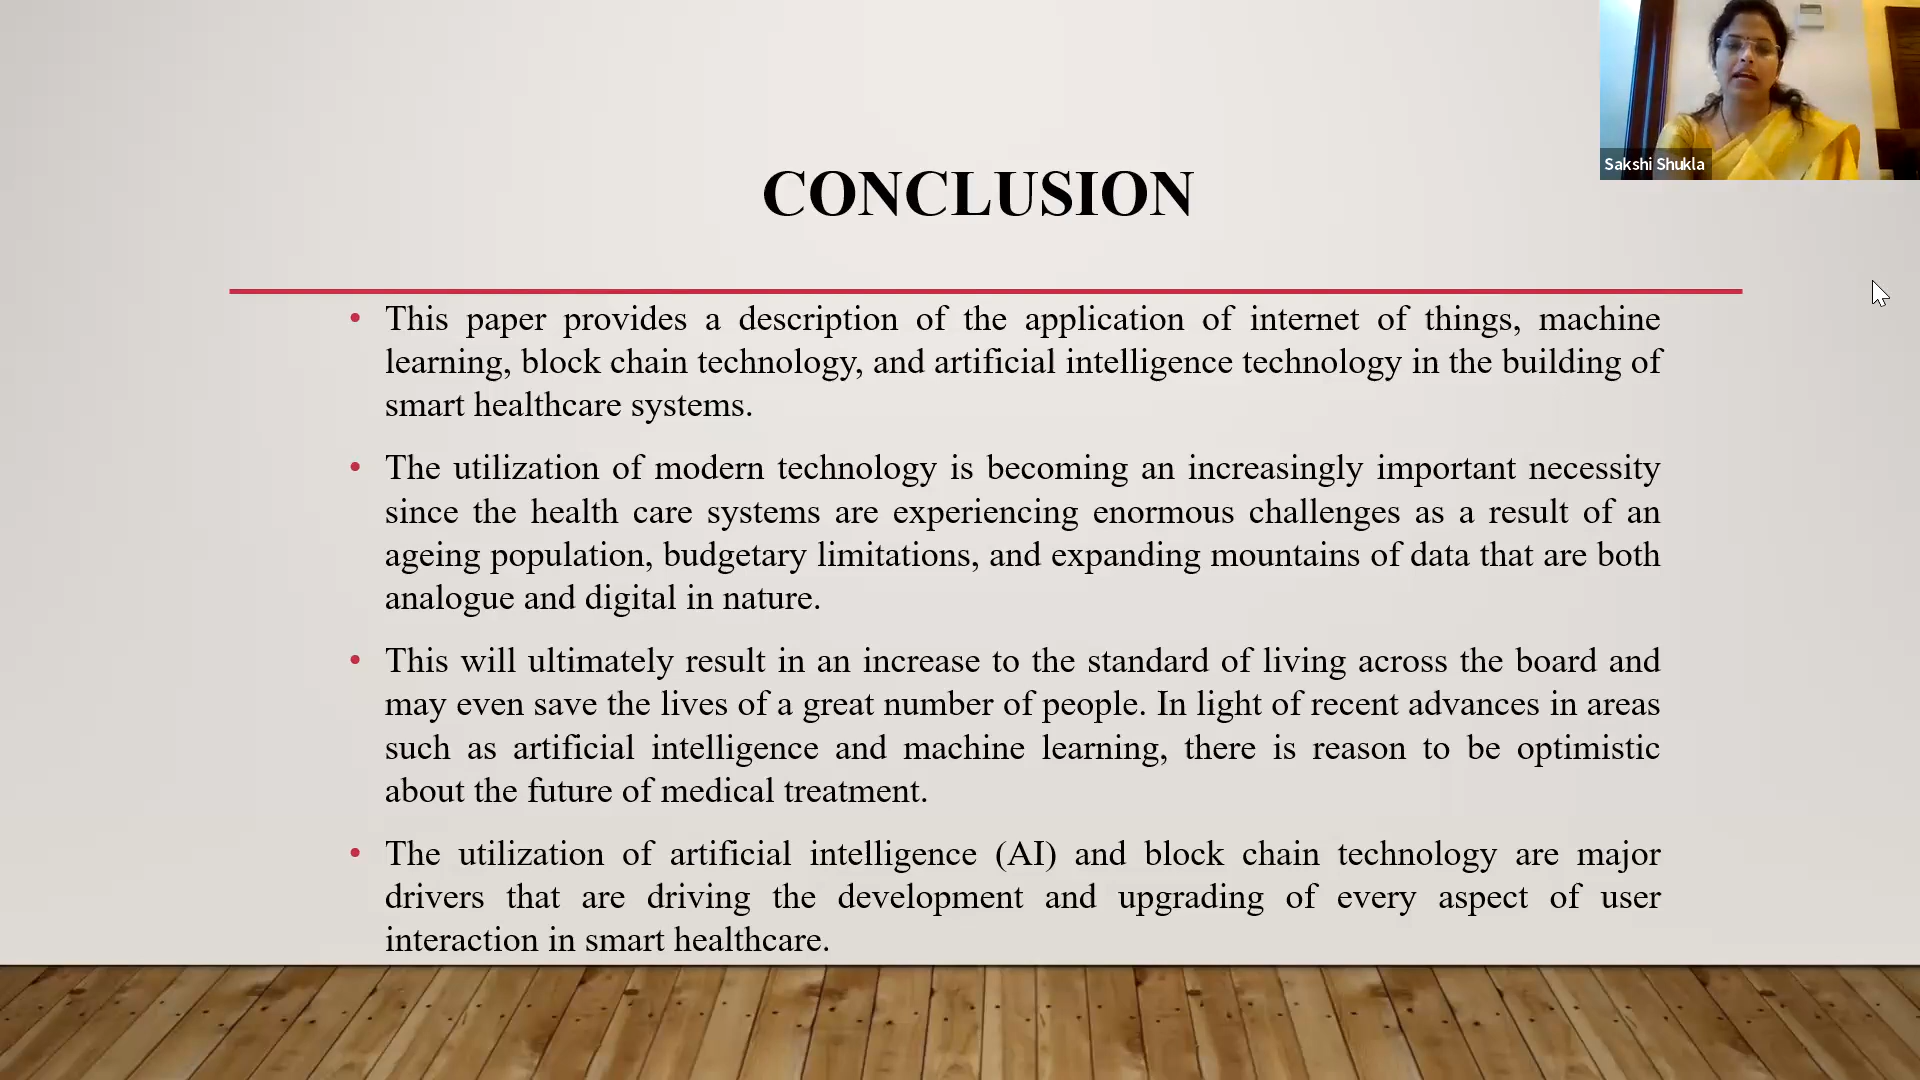 Sakshi Shukla
CONCLUSION
• This paper provides a description of the application of internet of things, machine
learning, block chain technology, and artificial intelligence technology in the building of
smart healthcare systems.
• The utilization of modern technology is becoming an increasingly important necessity
since the health care systems are experiencing enormous challenges as a result of an
ageing population, budgetary limitations, and expanding mountains of data that are both
analogue and digital in nature.
• This will ultimately result in an increase to the standard of living across the board and
may even save the lives of a great number of people. In light of recent advances in areas
such as artificial intelligence and machine learning, there is reason to be optimistic
about the future of medical treatment.
• The utilization of artificial intelligence (AI) and block chain technology are major
drivers that are driving the development and upgrading of every aspect of user
interaction in smart healthcare.